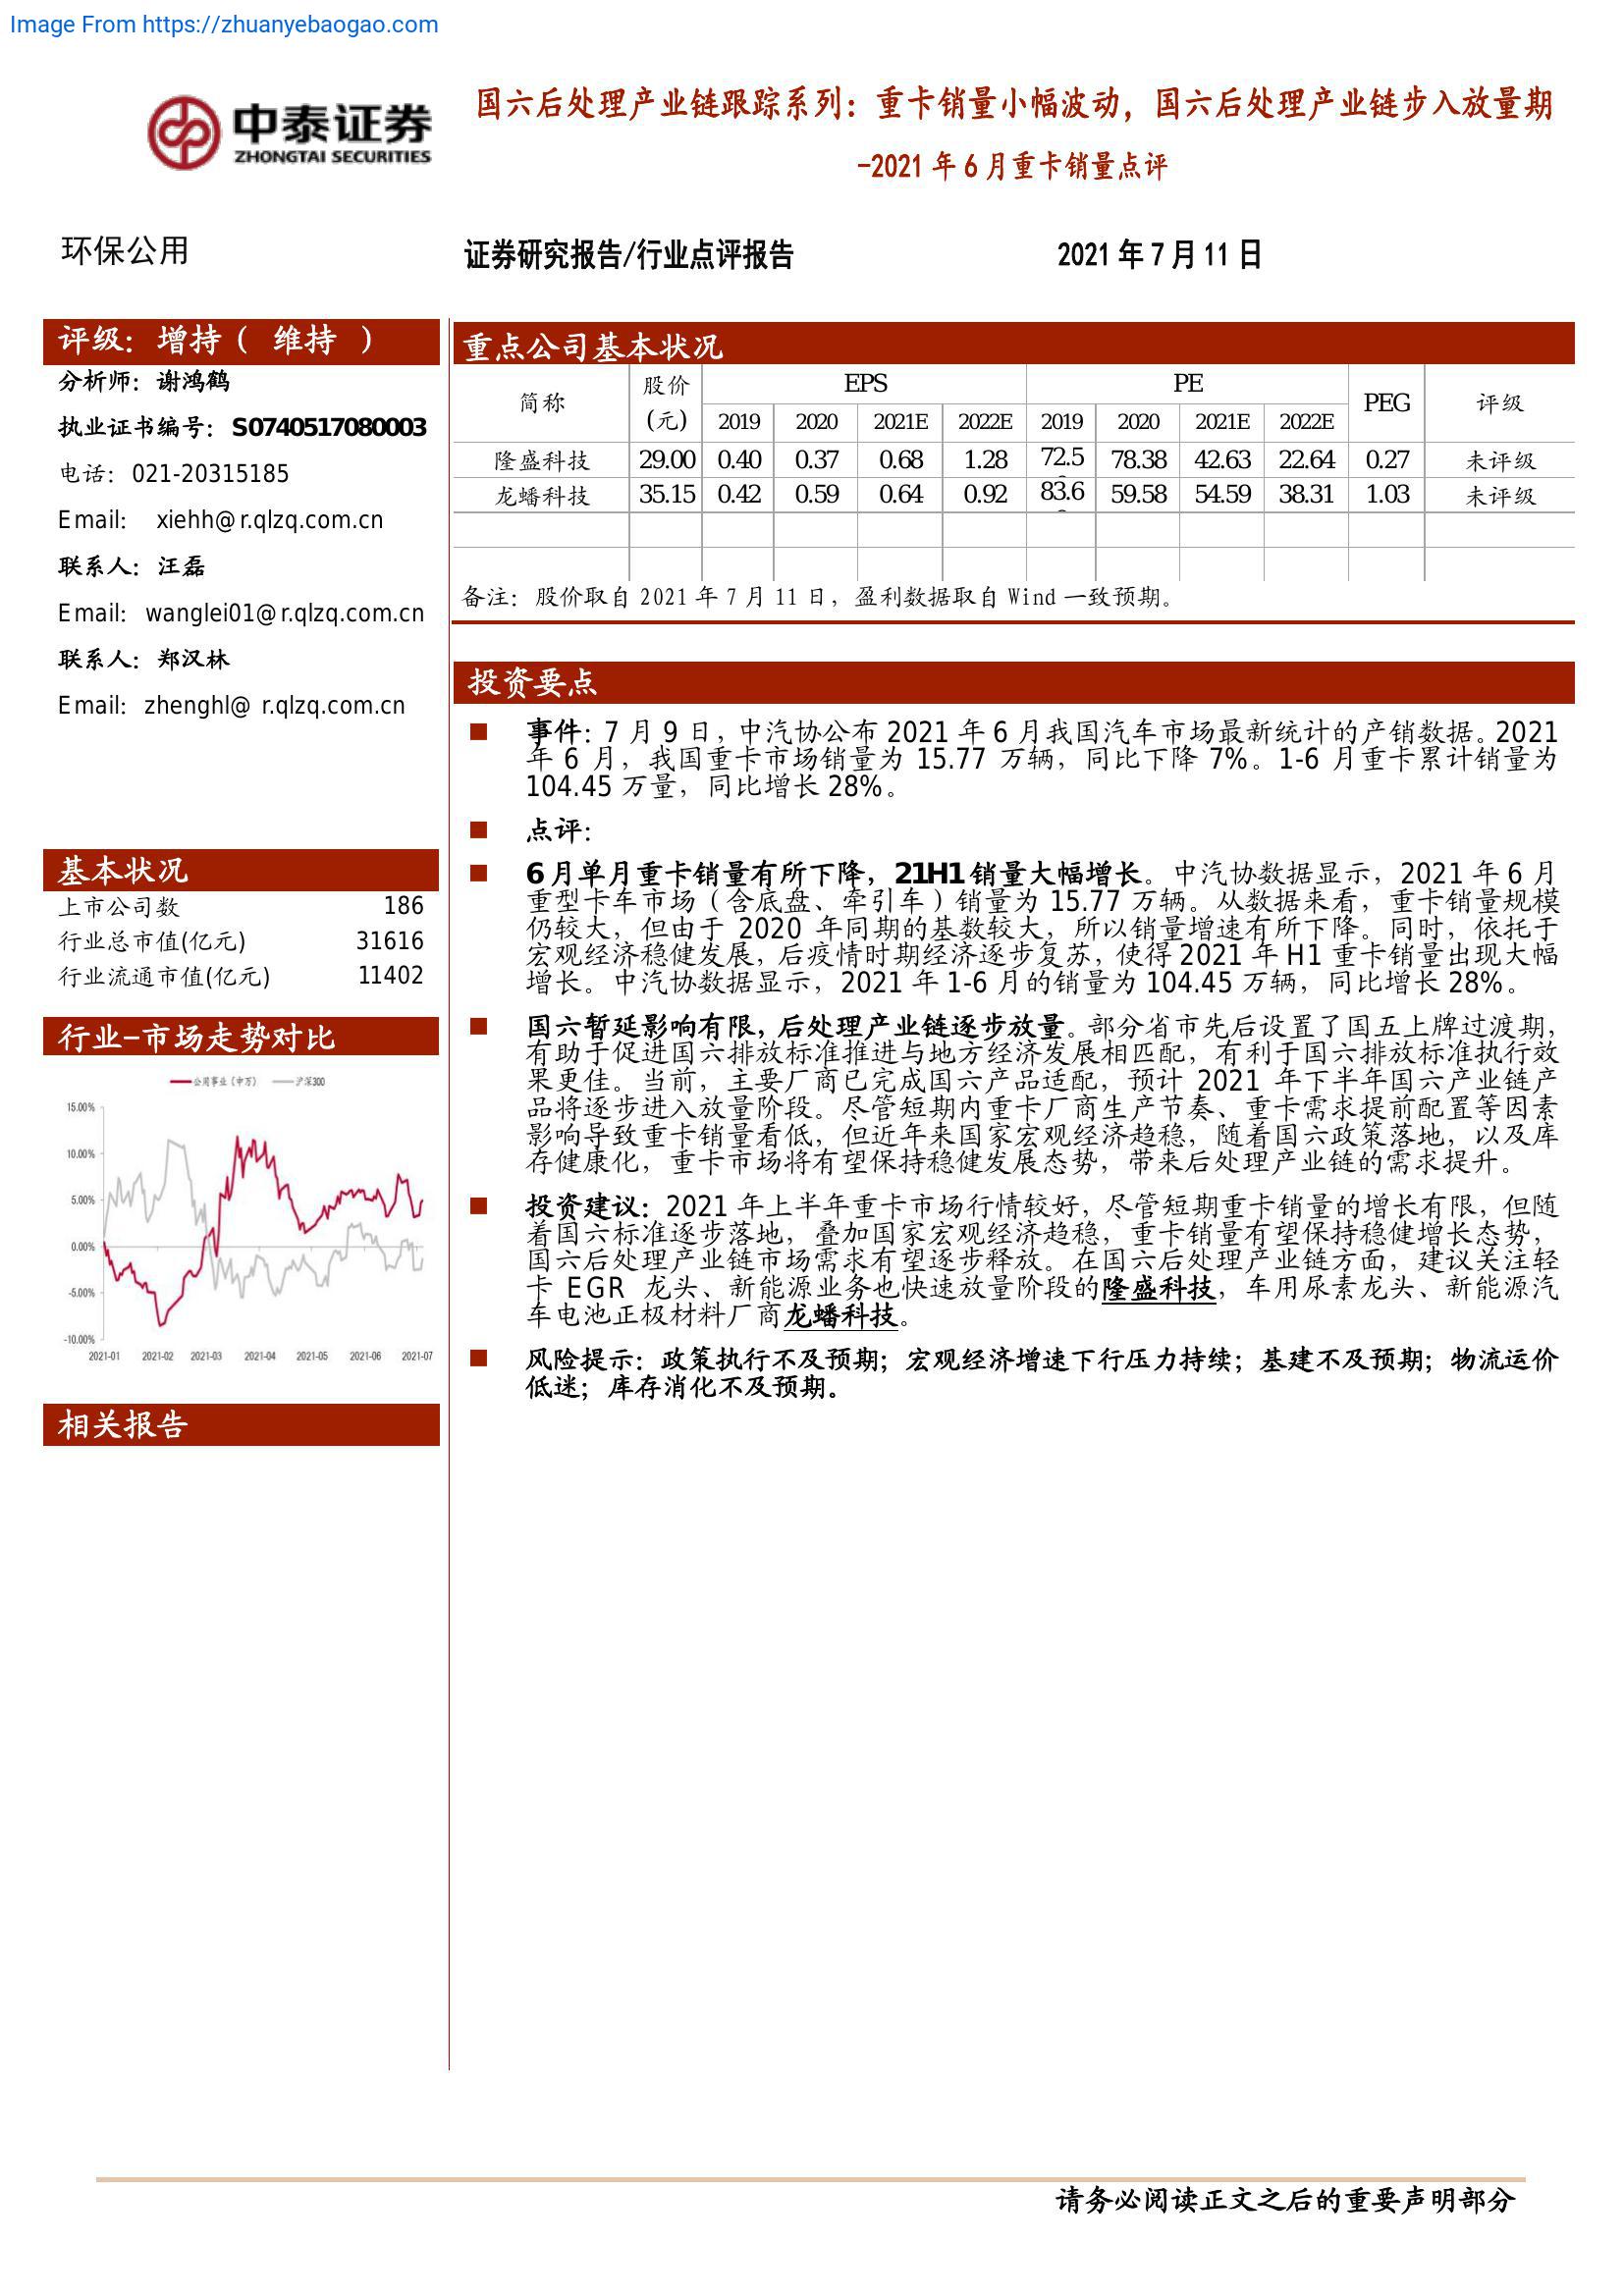 Image From https://zhuanyebaogao.com
中泰证券
ZHONGTAI SECURITIES
国六后处理产业链跟踪系列：重卡销量小幅波动，国六后处理产业链步入放量期
-2021 年 6 月重卡销量点评
环保公用
证券研究报告/行业点评报告
2021 年 7 月 11 日
评级：增持（ 维持 ）
分析师：谢鸿鹤
执业证书编号：S0740517080003
电话：021-20315185
Email： xiehh@r.qlzq.com.cn
联系人：汪磊
Email： wanglei01@r.qlzq.com.cn
联系人：郑汉林
Email：zhenghl@ r.qlzq.com.cn
基本状况
上市公司数 186
行业总市值(亿元) 31616
行业流通市值(亿元) 11402
行业-市场走势对比
公用事业（申万） 沪深300
15.00%
10.00%
5.00%
0.00%
-5.00%
-10.00%
2021-01 2021-02 2021-03 2021-04 2021-05 2021-06 2021-07
相关报告
重点公司基本状况
简称 股价(元) EPS PE PEG 评级
2019 2020 2021E 2022E 2019 2020 2021E 2022E
隆盛科技 29.00 0.40 0.37 0.68 1.28 72.5 78.38 42.63 22.64 0.27 未评级
龙蟠科技 35.15 0.42 0.59 0.64 0.92 83.6 59.58 54.59 38.31 1.03 未评级
备注：股价取自 2021 年 7 月 11 日，盈利数据取自 Wind 一致预期。
投资要点
事件：7 月 9 日，中汽协公布 2021 年 6 月我国汽车市场最新统计的产销数据。2021
年 6 月，我国重卡市场销量为 15.77 万辆，同比下降 7%。1-6 月重卡累计销量为
104.45 万量，同比增长 28%。
点评：
6 月单月重卡销量有所下降，21H1 销量大幅增长。中汽协数据显示，2021 年 6 月
重型卡车市场（含底盘、牵引车）销量为 15.77 万辆。从数据来看，重卡销量规模
仍较大，但由于 2020 年同期的基数较大，所以销量增速有所下降。同时，依托于
宏观经济稳健发展，后疫情时期经济逐步复苏，使得 2021 年 H1 重卡销量出现大幅
增长。中汽协数据显示，2021 年 1-6 月的销量为 104.45 万辆，同比增长 28%。
国六暂延影响有限，后处理产业链逐步放量。部分省市先后设置了国五上牌过渡期，
有助于促进国六排放标准推进与地方经济发展相匹配，有利于国六排放标准执行效
果更佳。当前，主要厂商已完成国六产品适配，预计 2021 年下半年国六产业链产
品将逐步进入放量阶段。尽管短期内重卡厂商生产节奏、重卡需求提前配置等因素
影响导致重卡销量看低，但近年来国家宏观经济趋稳，随着国六政策落地，以及库
存健康化，重卡市场将有望保持稳健发展态势，带来后处理产业链的需求提升。
投资建议：2021 年上半年重卡市场行情较好，尽管短期重卡销量的增长有限，但随
着国六标准逐步落地，叠加国家宏观经济趋稳，重卡销量有望保持稳健增长态势，
国六后处理产业链市场需求有望逐步释放。在国六后处理产业链方面，建议关注轻
卡 EGR 龙头、新能源业务也快速放量阶段的隆盛科技，车用尿素龙头、新能源汽
车电池正极材料厂商龙蟠科技。
风险提示：政策执行不及预期；宏观经济增速下行压力持续；基建不及预期；物流运价
低迷；库存消化不及预期。
请务必阅读正文之后的重要声明部分